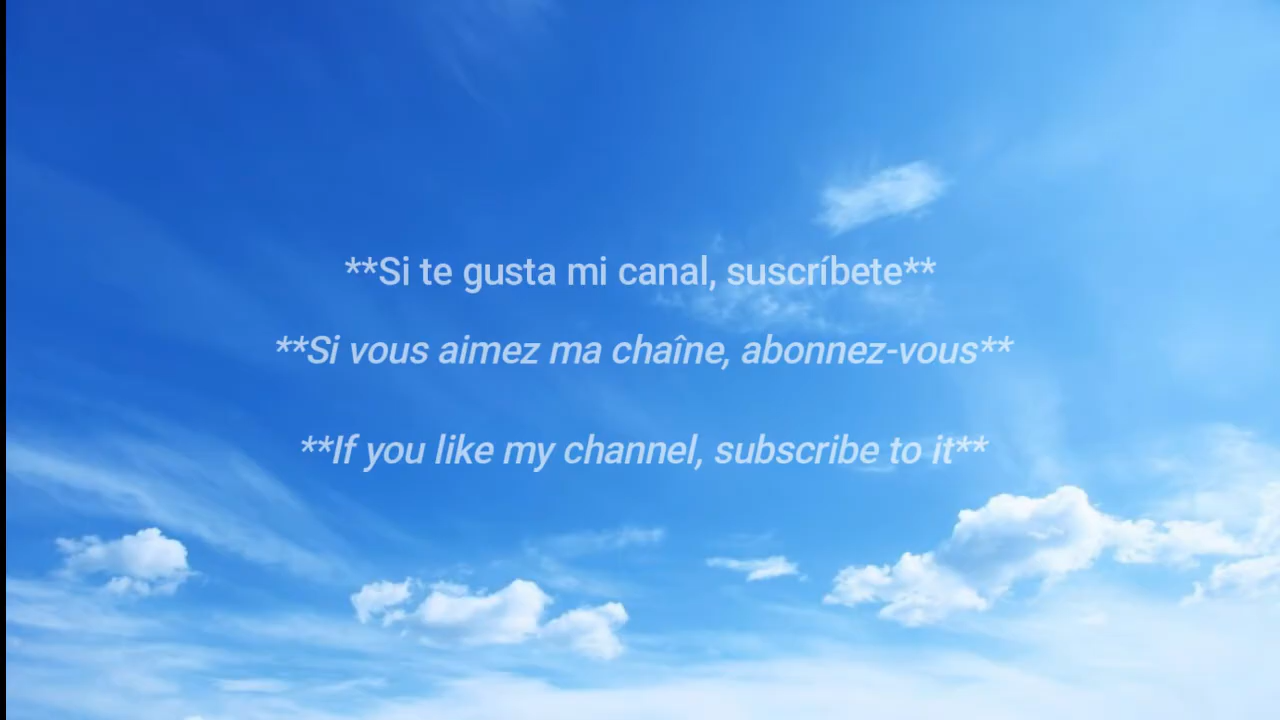 **Si te gusta mi canal, suscríbete**
**Si vous aimez ma chaîne, abonnez-vous**
**If you like my channel, subscribe to it**